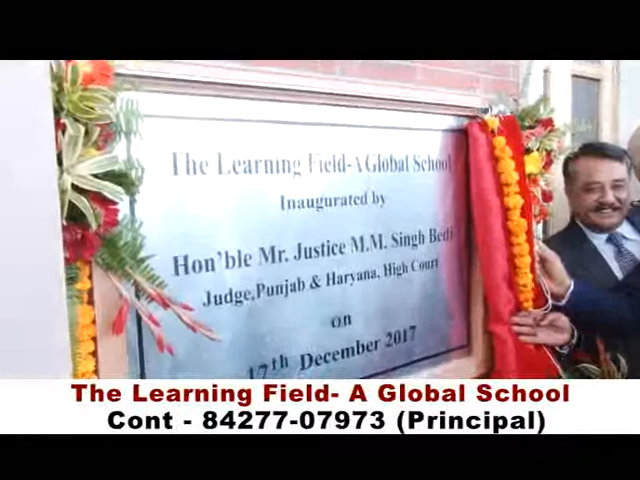 The Learning Field-A Global School
Inaugurated by
Hon'ble Mr. Justice M.M. Singh Bedi
Judge,Punjab & Haryana, High Court
on
17th December 2017
The Learning Field- A Global School
Cont - 84277-07973 (Principal)